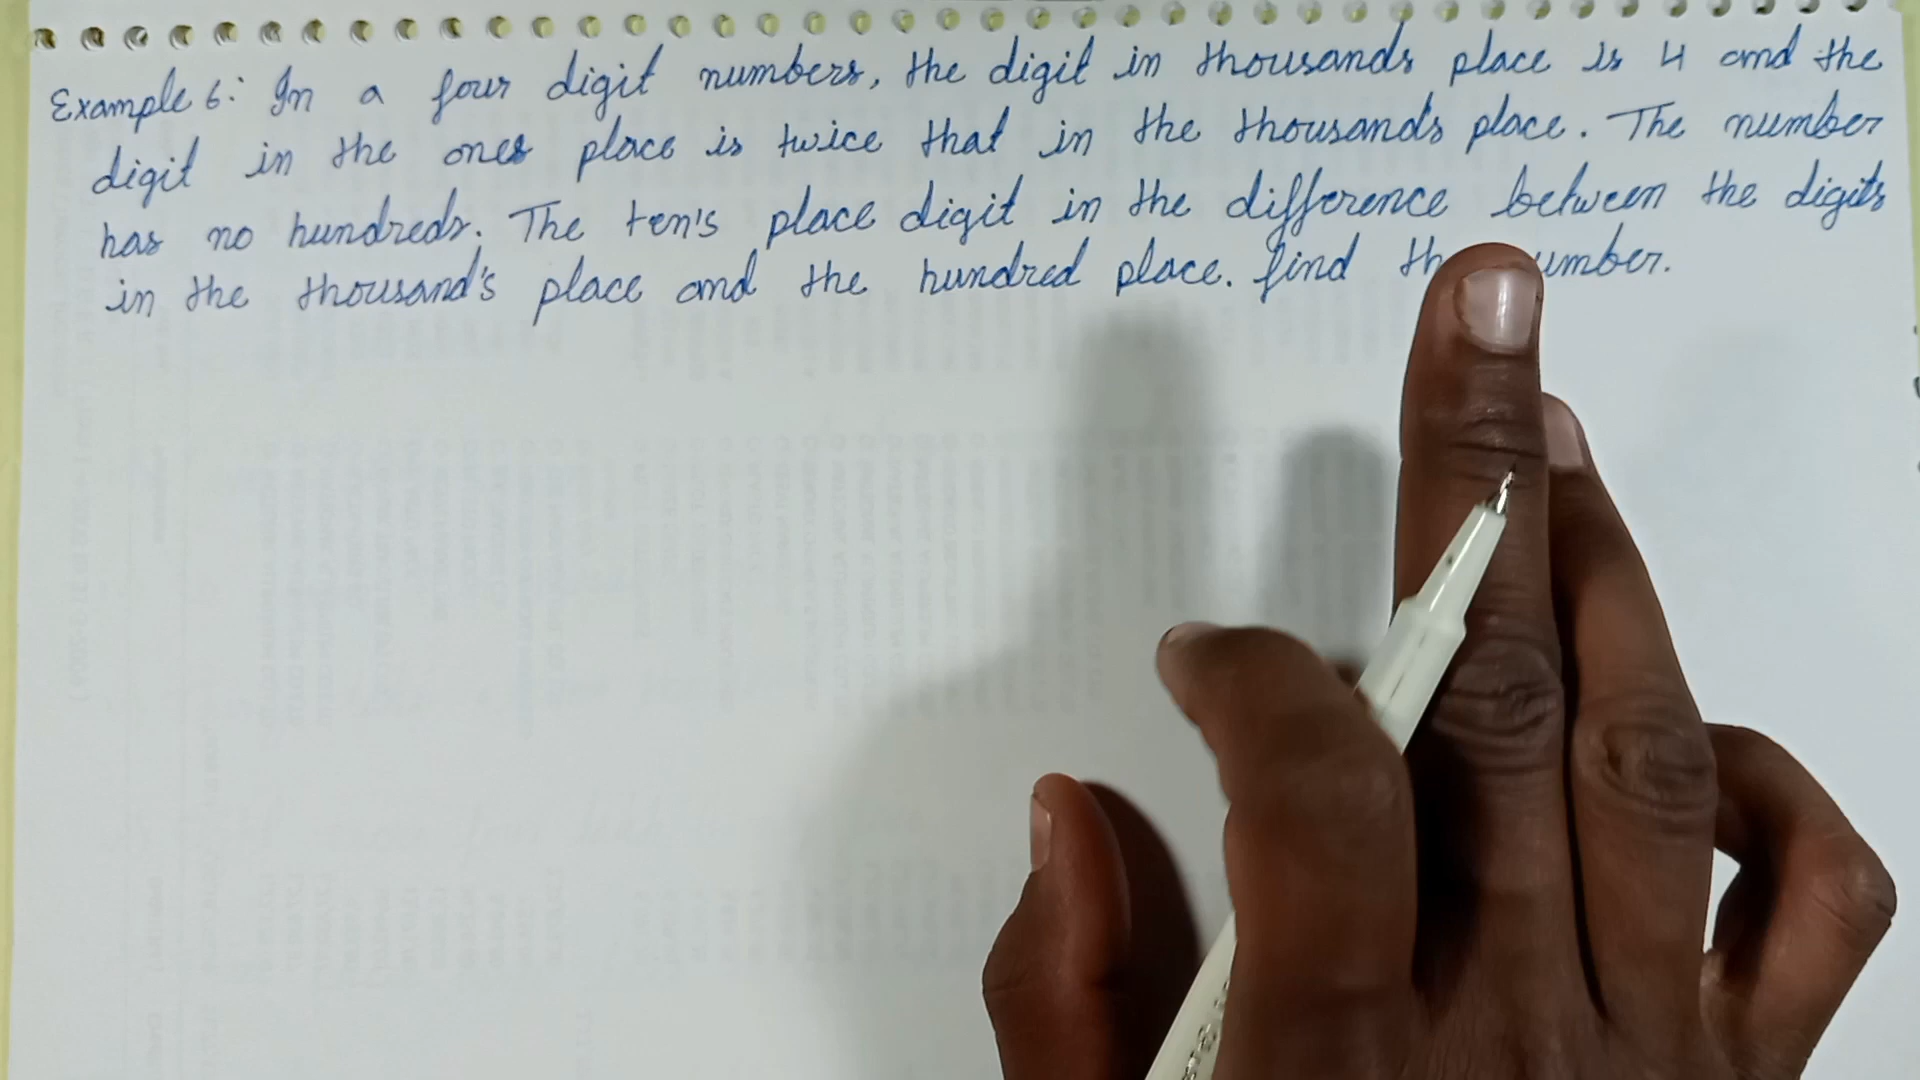 Example 6: In a four digit numbers, the digit in thousands place is 4 and the
digit in the ones place is twice that in the thousand's place. The number
has no hundreds. The ten's place digit in the difference between the digits
in the thousand's place and the hundred place. find umber.